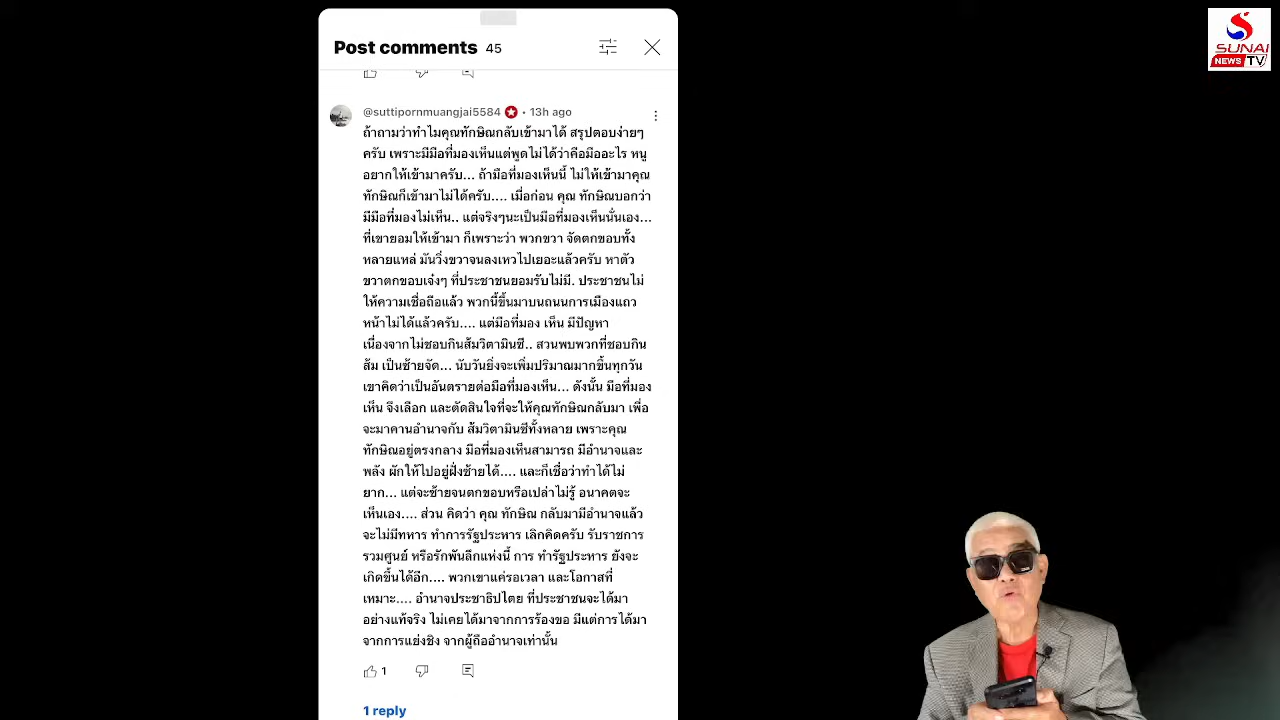 Post comments 45
SUNAI
NEWS TV
@suttipornmuangjai5584 • 13h ago
ถ้าถามว่าทำไมคุณทักษิณกลับเข้ามาได้ สรุปตอบง่ายๆ
ครับ เพราะมีมือที่มองเห็นแต่พูดไม่ได้ว่าคือมืออะไร หนู
อยากให้เข้ามาครับ... ถ้ามือที่มองเห็นนี้ ไม่ให้เข้ามาคุณ
ทักษิณก็เข้ามาไม่ได้ครับ.... เมื่อก่อน คุณ ทักษิณบอกว่า
มีมือที่มองไม่เห็น.. แต่จริงๆนะเป็นมือที่มองเห็นนั่นเอง...
ที่เขายอมให้เข้ามา ก็เพราะว่า พวกขวา จัดตกขอบทั้ง
หลายแหล่ มันวิ่งขวาจนลงเหวไปเยอะแล้วครับ หาตัว
ขวาตกขอบเจ๋งๆ ที่ประชาชนยอมรับไม่มี. ประชาชนไม่
ให้ความเชื่อถือแล้ว พวกนี้ขึ้นมาบนถนนการเมืองแถว
หน้าไม่ได้แล้วครับ.... แต่มือที่มอง เห็น มีปัญหา
เนื่องจากไม่ชอบกินส้มวิตามินซี.. สวนพบพวกที่ชอบกิน
ส้ม เป็นซ้ายจัด... นับวันยิ่งจะเพิ่มปริมาณมากขึ้นทุกวัน
เขาคิดว่าเป็นอันตรายต่อมือที่มองเห็น... ดังนั้น มือที่มอง
เห็น จึงเลือก และตัดสินใจที่จะให้คุณทักษิณกลับมา เพื่อ
จะมาคานอำนาจกับ ส้มวิตามินซีทั้งหลาย เพราะคุณ
ทักษิณอยู่ตรงกลาง มือที่มองเห็นสามารถ มีอำนาจและ
พลัง ผักให้ไปอยู่ฝั่งซ้ายได้.... และก็เชื่อว่าทำได้ไม่
ยาก... แต่จะซ้ายจนตกขอบหรือเปล่าไม่รู้ อนาคตจะ
เห็นเอง.... ส่วน คิดว่า คุณ ทักษิณ กลับมามีอำนาจแล้ว
จะไม่มีทหาร ทำการรัฐประหาร เลิกคิดครับ รับราชการ
รวมศูนย์ หรือรักพันลึกแห่งนี้ การ ทำรัฐประหาร ยังจะ
เกิดขึ้นได้อีก.... พวกเขาแค่รอเวลา และโอกาสที่
เหมาะ.... อำนาจประชาธิปไตย ที่ประชาชนจะได้มา
อย่างแท้จริง ไม่เคยได้มาจากการร้องขอ มีแต่การได้มา
จากการแย่งชิง จากผู้ถืออำนาจเท่านั้น
1
1 reply